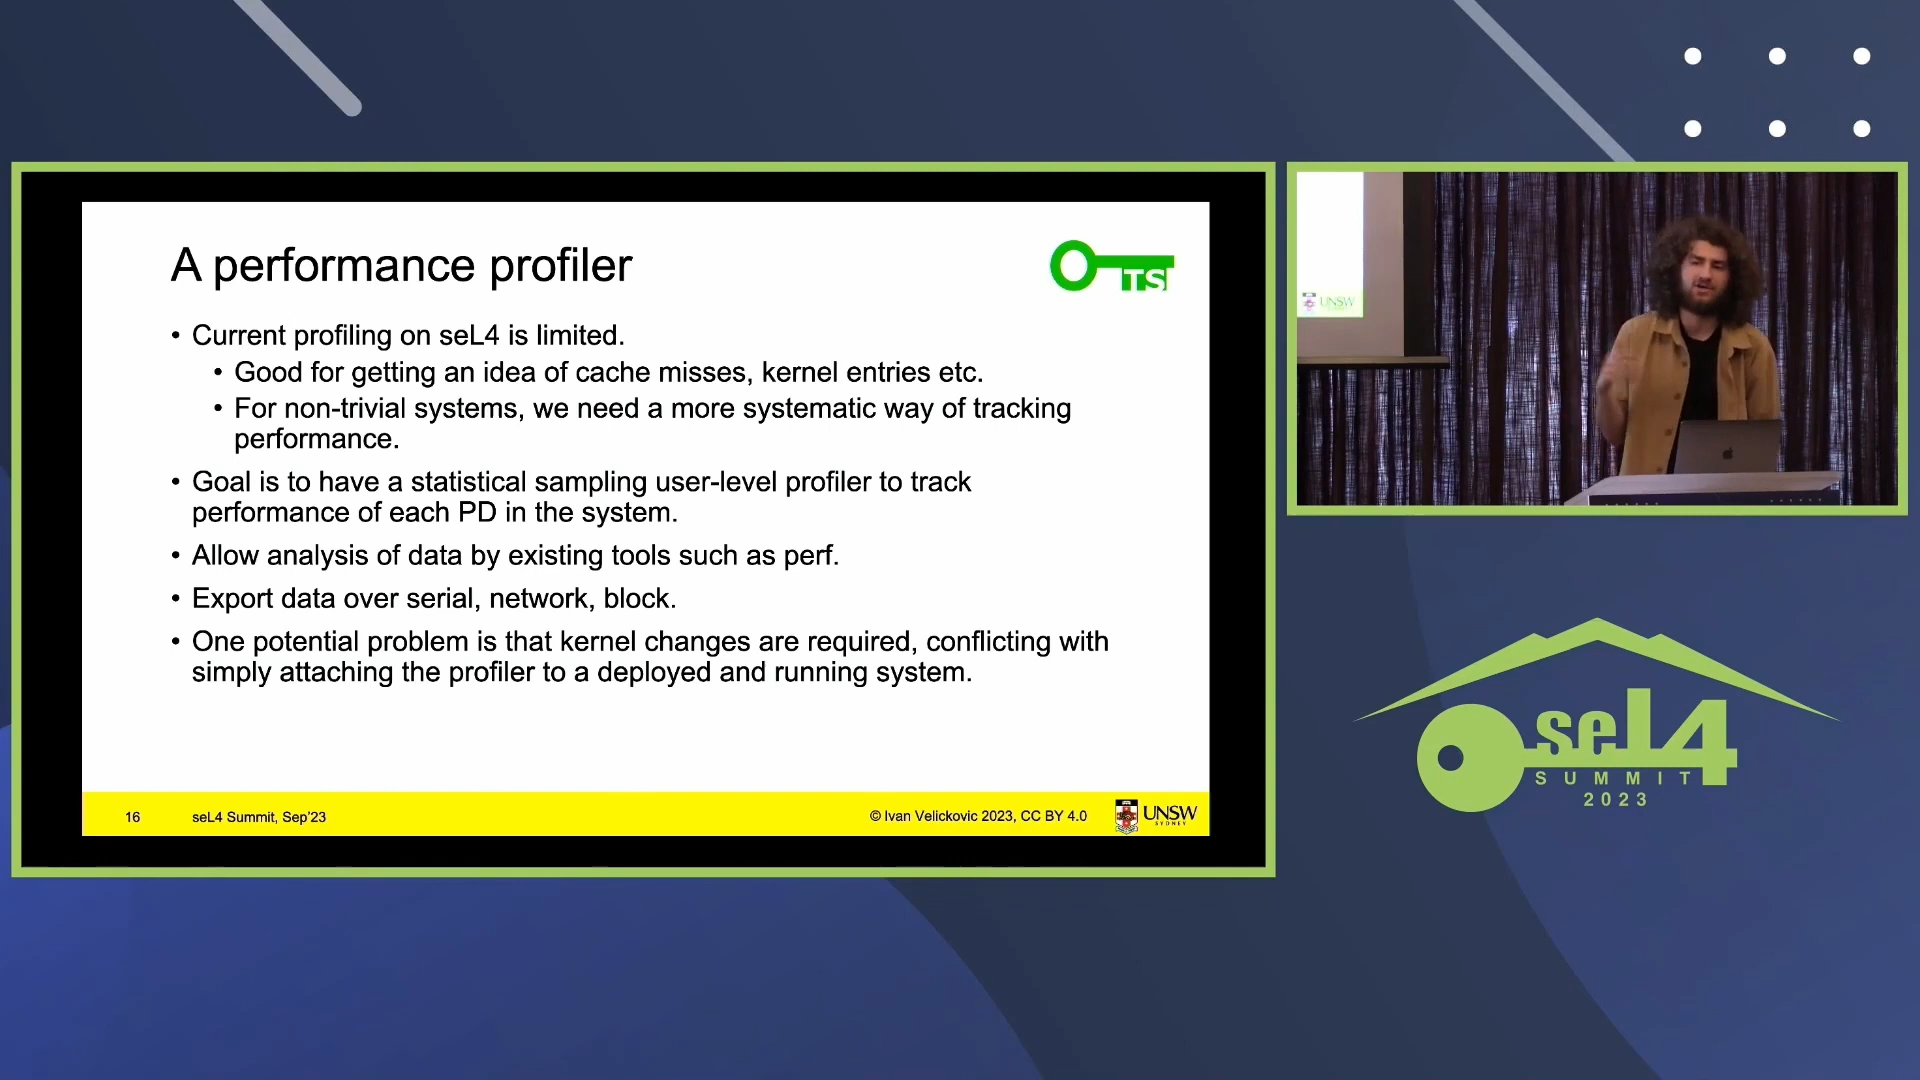 A performance profiler
TS
• Current profiling on seL4 is limited.
• Good for getting an idea of cache misses, kernel entries etc.
• For non-trivial systems, we need a more systematic way of tracking
performance.
• Goal is to have a statistical sampling user-level profiler to track
performance of each PD in the system.
• Allow analysis of data by existing tools such as perf.
• Export data over serial, network, block.
• One potential problem is that kernel changes are required, conflicting with
simply attaching the profiler to a deployed and running system.
16 seL4 Summit, Sep'23 © Ivan Velickovic 2023, CC BY 4.0 UNSW
SYDNEY
UNSW
seL4
SUMMIT
2023